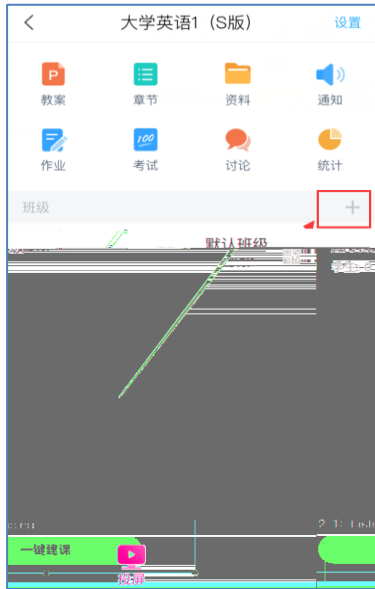 大学英语1（S版） 设置
P
教案 章节 资料 通知
100
作业 考试 讨论 统计
班级 +
默认班级
一键建课
投屏